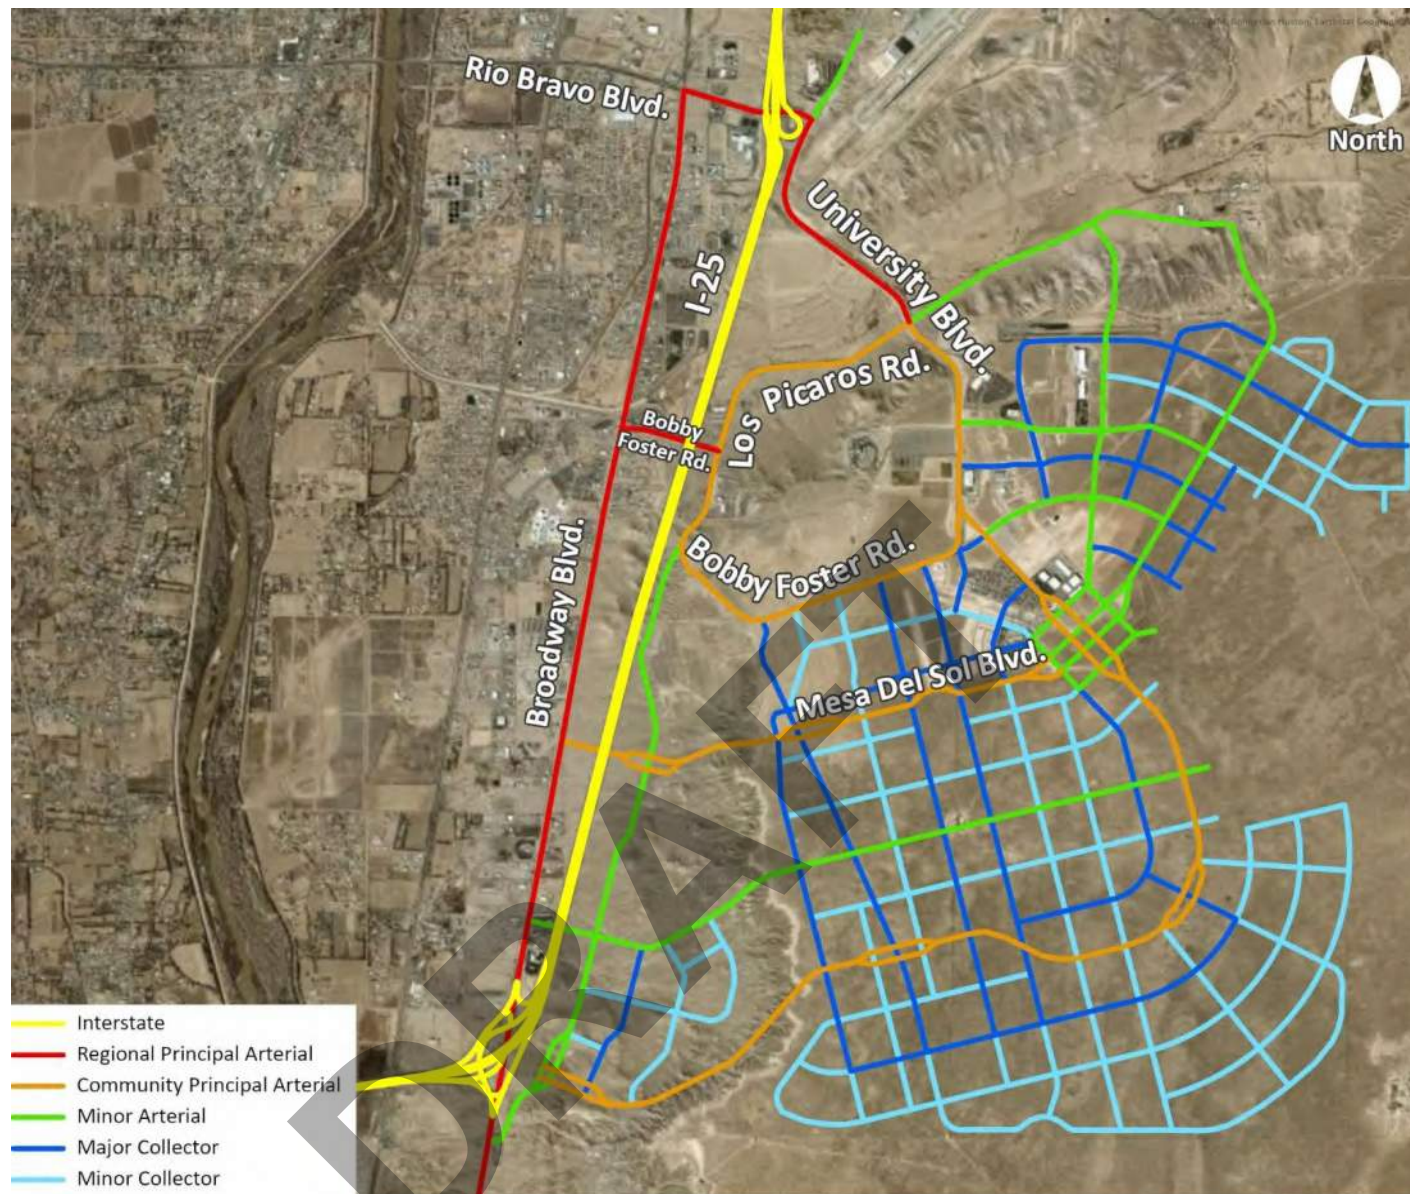 Rio Bravo Blvd.
North
University Blvd.
I-25
Los Picaros Rd.
Bobby
Foster Rd.
Bobby Foster Rd.
Broadway Blvd.
Mesa Del Sol Blvd.
DRAFT
Interstate
Regional Principal Arterial
Community Principal Arterial
Minor Arterial
Major Collector
Minor Collector